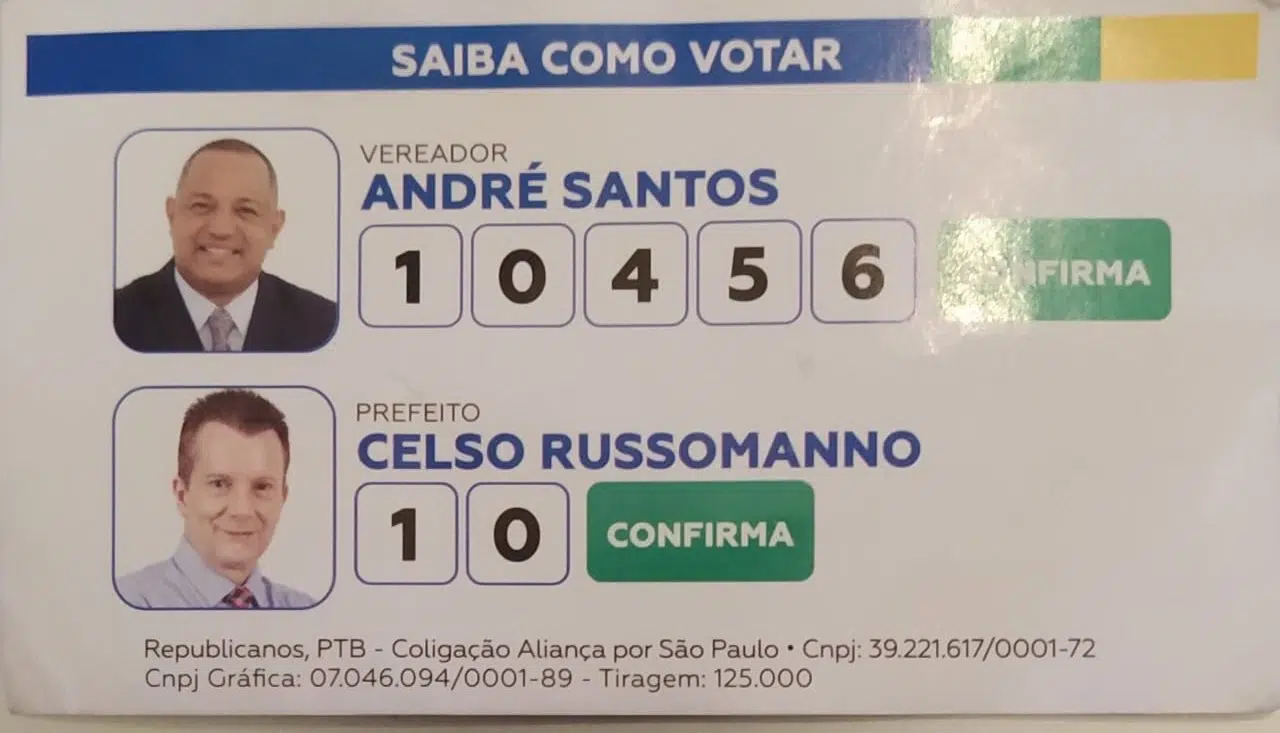 SAIBA COMO VOTAR
VEREADOR
ANDRÉ SANTOS
1 0 4 5 6 CONFIRMA
PREFEITO
CELSO RUSSOMANNO
1 0 CONFIRMA
Republicanos, PTB - Coligação Aliança por São Paulo • Cnpj: 39.221.617/0001-72
Cnpj Gráfica: 07.046.094/0001-89 - Tiragem: 125.000